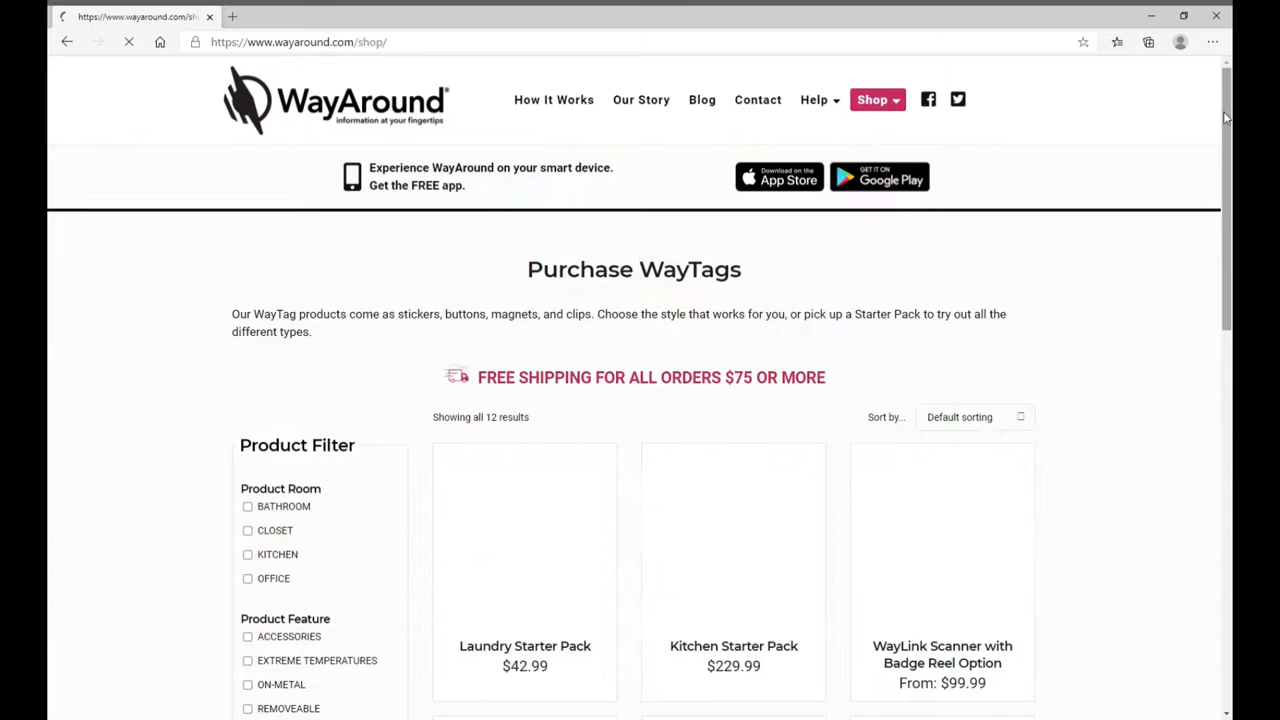 https://www.wayaround.com/sh
https://www.wayaround.com/shop/
WayAround®
information at your fingertips
How It Works Our Story Blog Contact Help Shop
Experience WayAround on your smart device.
Get the FREE app.
Download on the
App Store
GET IT ON
Google Play
Purchase WayTags
Our WayTag products come as stickers, buttons, magnets, and clips. Choose the style that works for you, or pick up a Starter Pack to try out all the
different types.
FREE SHIPPING FOR ALL ORDERS $75 OR MORE
Showing all 12 results
Sort by... Default sorting
Product Filter
Product Room
BATHROOM
CLOSET
KITCHEN
OFFICE
Product Feature
ACCESSORIES
EXTREME TEMPERATURES
ON-METAL
REMOVEABLE
Laundry Starter Pack
$42.99
Kitchen Starter Pack
$229.99
WayLink Scanner with
Badge Reel Option
From: $99.99